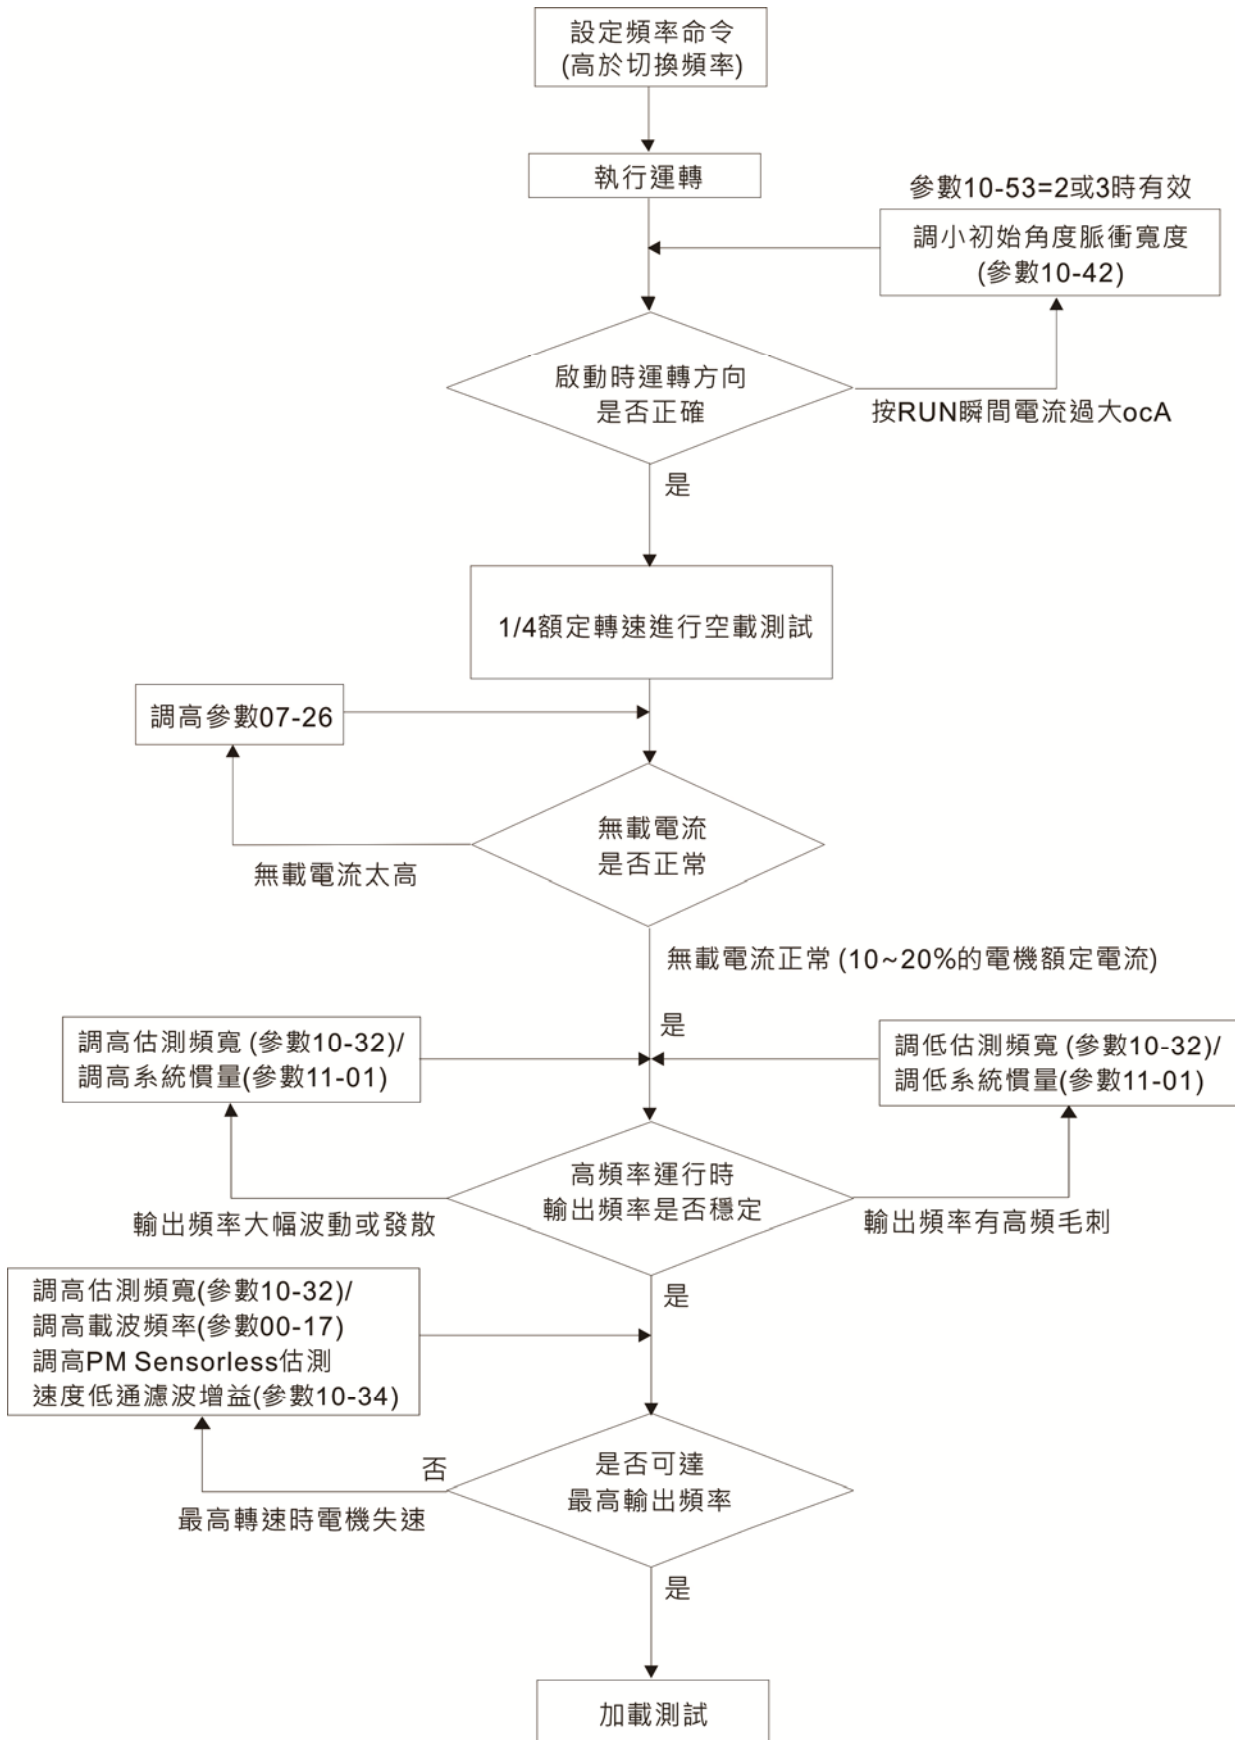 設定頻率命令
(高於切換頻率)
執行運轉
參數10-53=2或3時有效
調小初始角度脈衝寬度
(參數10-42)
啟動時運轉方向
是否正確
按RUN瞬間電流過大ocA
是
1/4額定轉速進行空載測試
調高參數07-26
無載電流
是否正常
無載電流太高
無載電流正常 (10~20%的電機額定電流)
是
調高估測頻寬 (參數10-32)/
調高系統慣量(參數11-01)
調低估測頻寬 (參數10-32)/
調低系統慣量(參數11-01)
高頻率運行時
輸出頻率是否穩定
輸出頻率大幅波動或發散
輸出頻率有高頻毛刺
是
調高估測頻寬(參數10-32)/
調高載波頻率(參數00-17)
調高PM Sensorless估測
速度低通濾波增益(參數10-34)
是否可達
最高輸出頻率
否
最高轉速時電機失速
是
加載測試